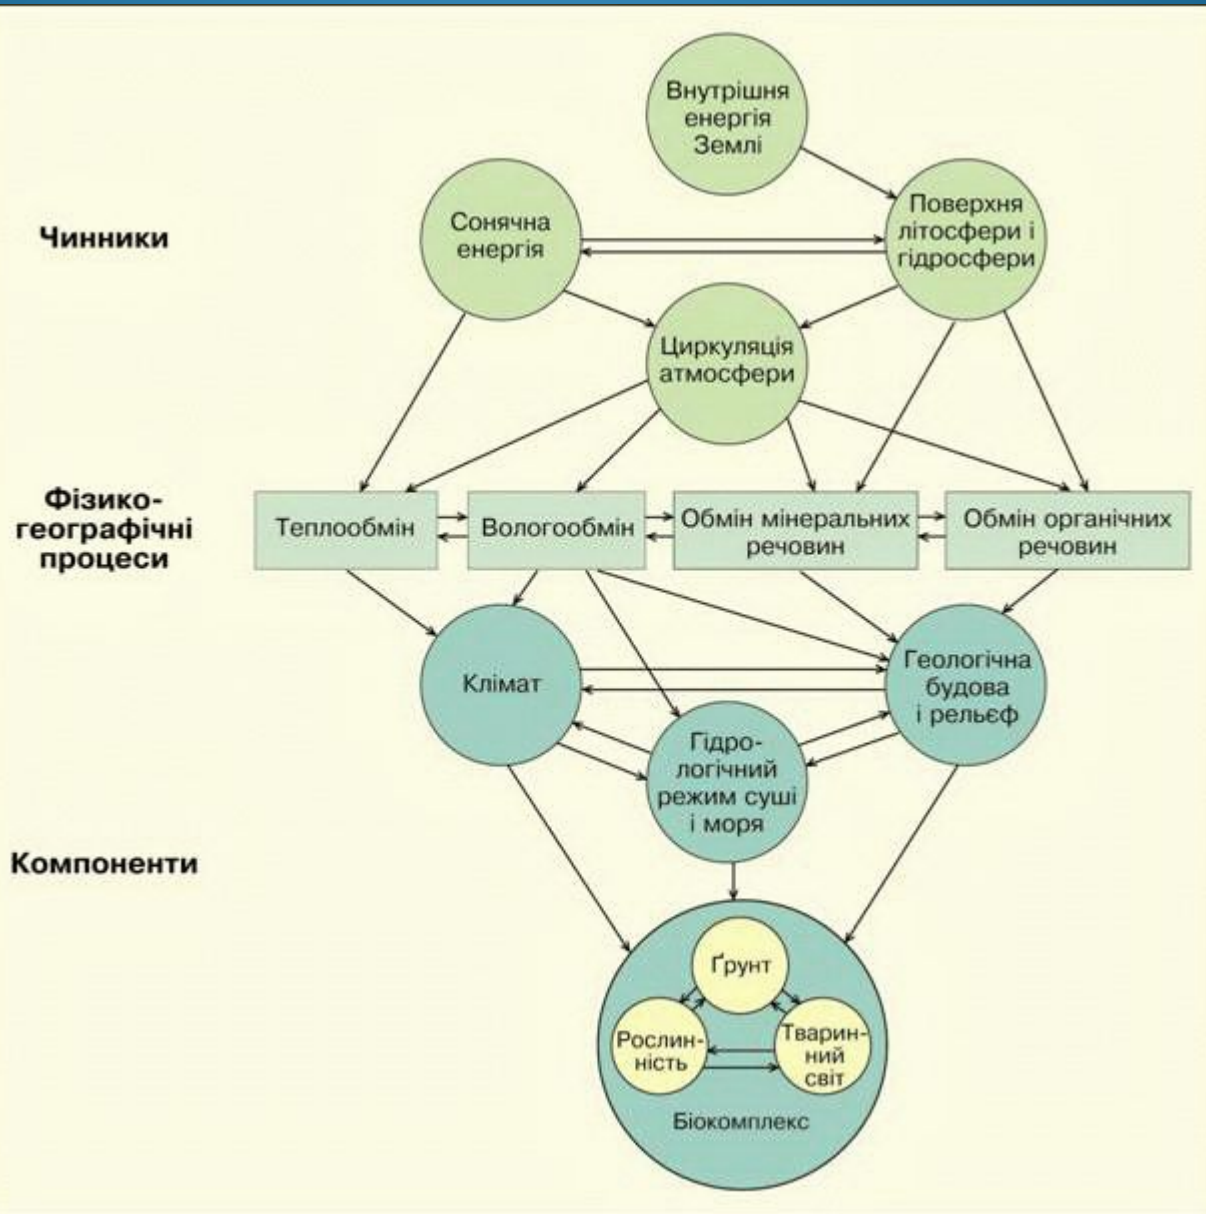 Внутрішня
енергія
Землі
Чинники
Сонячна
енергія
Поверхня
літосфери і
гідросфери
Циркуляція
атмосфери
Фізико-
географічні
процеси
Теплообмін
Вологообмін
Обмін мінеральних
речовин
Обмін органічних
речовин
Клімат
Геологічна
будова
і рельєф
Гідро-
логічний
режим суші
і моря
Компоненти
Ґрунт
Рослин-
ність
Тварин-
ний
світ
Біокомплекс